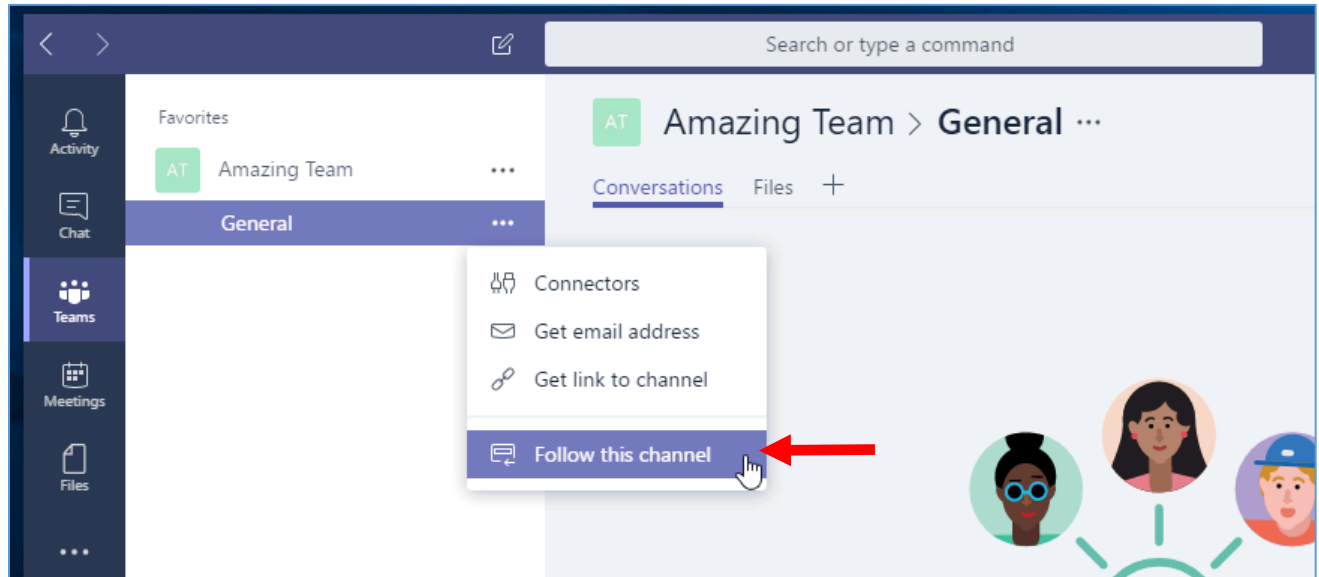 Search or type a command
Activity
Chat
Teams
Meetings
Files
Favorites
AT Amazing Team
General
Connectors
Get email address
Get link to channel
Follow this channel
AT Amazing Team > General
Conversations Files